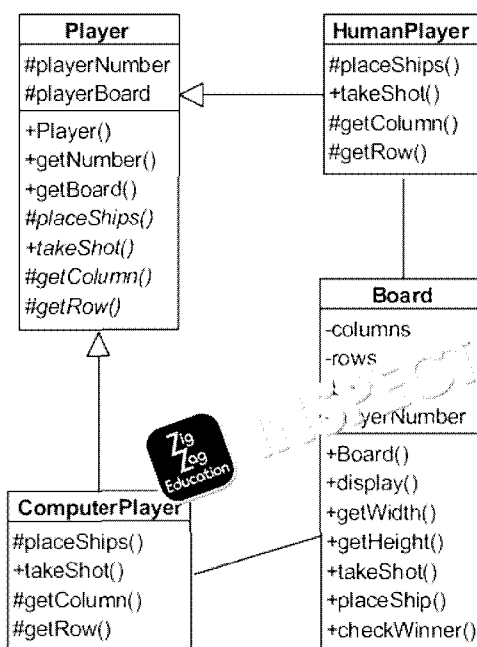 Player
#playerNumber
#playerBoard
+Player()
+getNumber()
+getBoard()
#placeShips()
+takeShot()
#getColumn()
#getRow()
HumanPlayer
#placeShips()
+takeShot()
#getColumn()
#getRow()
Board
-columns
-rows
+Board()
+display()
+getWidth()
+getHeight()
+takeShot()
+placeShip()
+checkWinner()
Zig
Zag
Education
ComputerPlayer
#placeShips()
+takeShot()
#getColumn()
#getRow()